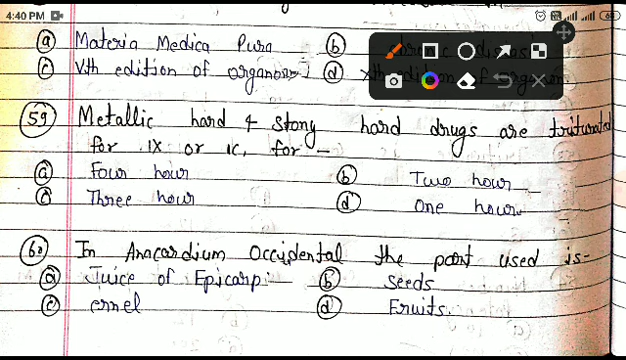 4:40 PM
(a) Materia Medica Pura (b)
(c) Vth edition of organon (d)
(59) Metallic hard & stony hard drugs are triturated
for 1X or 1C, for —
(a) Four hour (b) Two hour
(c) Three hour (d) One hour
(60) In Anacardium Occidental the part used is-
(a) Juice of Epicarp (b) seeds
(c) ernel (d) Fruits.